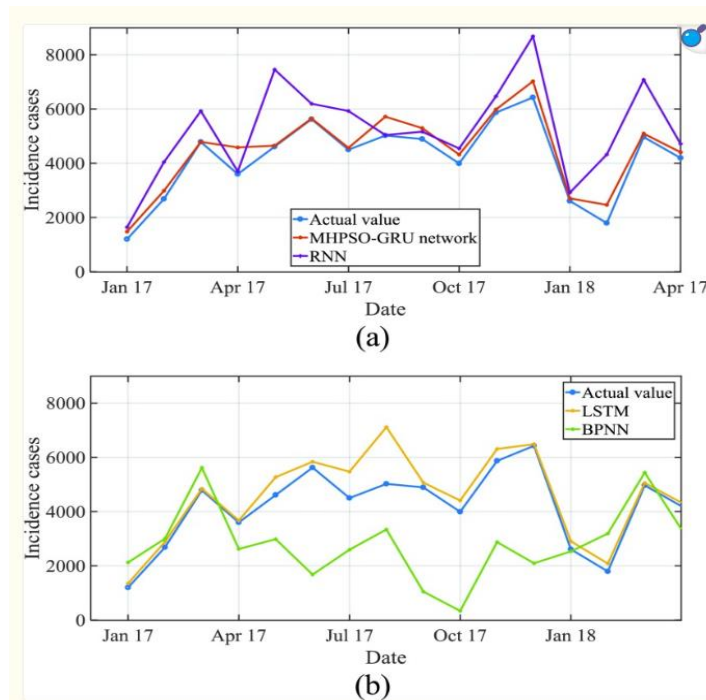 8000
6000
4000
2000
0
Incidence cases
Actual value
MHPSO-GRU network
RNN
Jan 17 Apr 17 Jul 17 Oct 17 Jan 18 Apr 17
Date
(a)
8000
6000
4000
2000
0
Incidence cases
Actual value
LSTM
BPNN
Jan 17 Apr 17 Jul 17 Oct 17 Jan 18
Date
(b)